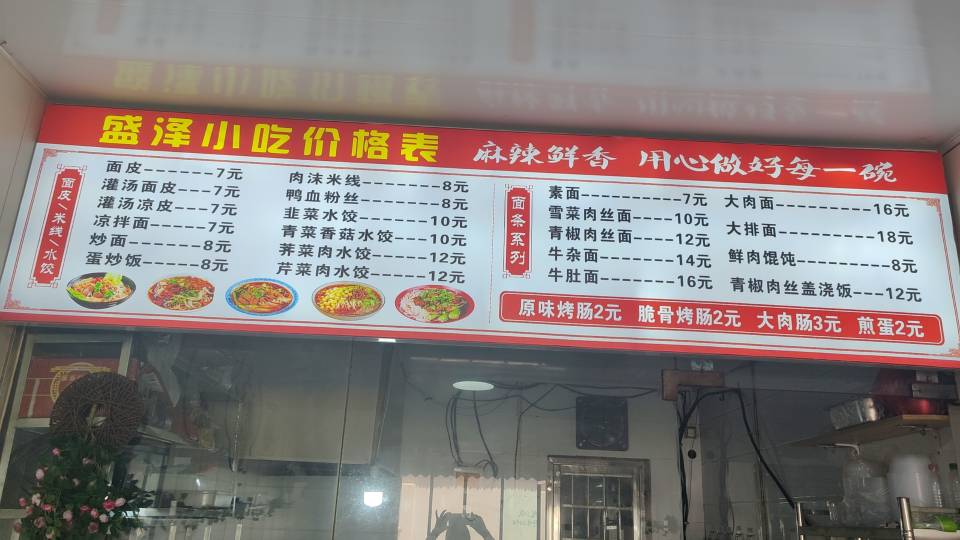 盛泽小吃价格表 麻辣鲜香 用心做好每一碗
面皮/米线/水饺
面皮------7元
灌汤面皮---7元
灌汤凉皮---7元
凉拌面-----7元
炒面-------8元
蛋炒饭-----8元
肉沫米线-------8元
鸭血粉丝-------8元
韭菜水饺------10元
青菜香菇水饺---10元
荠菜肉水饺-----12元
芹菜肉水饺-----12元
面条系列
素面---------7元
雪菜肉丝面----10元
青椒肉丝面----12元
牛杂面-------14元
牛肚面-------16元
大肉面---------16元
大排面---------18元
鲜肉馄饨--------8元
青椒肉丝盖浇饭---12元
原味烤肠2元 脆骨烤肠2元 大肉肠3元 煎蛋2元